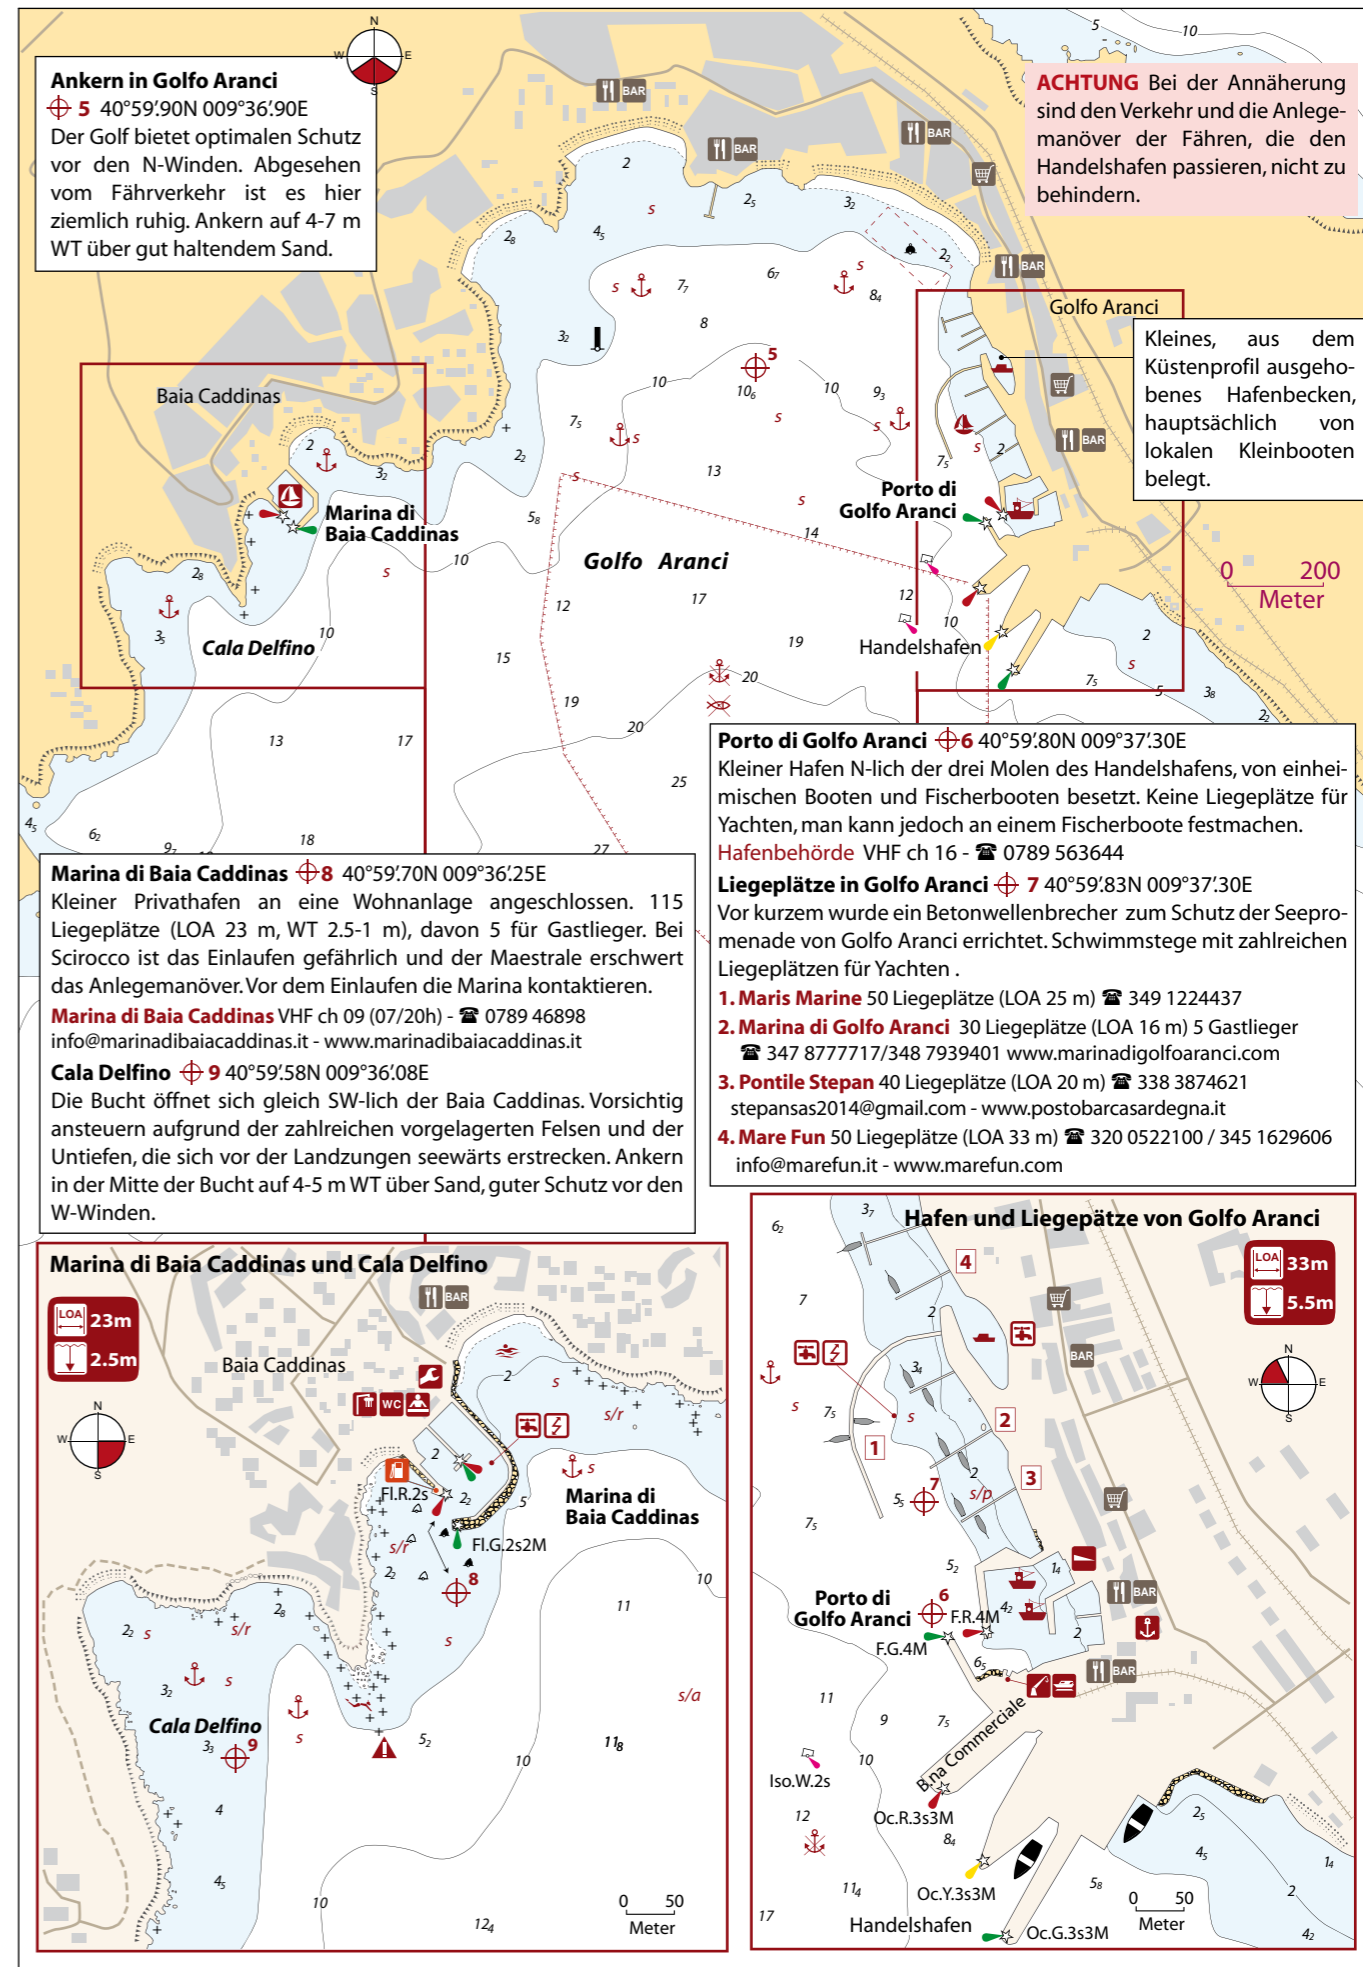 Ankern in Golfo Aranci
5 40°59'.90N 009°36'.90E
Der Golf bietet optimalen Schutz
vor den N-Winden. Abgesehen
vom Fährverkehr ist es hier
ziemlich ruhig. Ankern auf 4-7 m
WT über gut haltendem Sand.
N
W
E
S
ACHTUNG Bei der Annäherung
sind den Verkehr und die Anlege-
manöver der Fähren, die den
Handelshafen passieren, nicht zu
behindern.
BAR
BAR
BAR
BAR
BAR
Golfo Aranci
Kleines, aus dem
Küstenprofil ausgeho-
benes Hafenbecken,
hauptsächlich von
lokalen Kleinbooten
belegt.
Baia Caddinas
Marina di
Baia Caddinas
Cala Delfino
Golfo Aranci
Porto di
Golfo Aranci
Handelshafen
0 200
Meter
Porto di Golfo Aranci 6 40°59'.80N 009°37'.30E
Kleiner Hafen N-lich der drei Molen des Handelshafens, von einhei-
mischen Booten und Fischerbooten besetzt. Keine Liegeplätze für
Yachten, man kann jedoch an einem Fischerboote festmachen.
Hafenbehörde VHF ch 16 - ☎ 0789 563644
Liegeplätze in Golfo Aranci 7 40°59'.83N 009°37'.30E
Vor kurzem wurde ein Betonwellenbrecher zum Schutz der Seepro-
menade von Golfo Aranci errichtet. Schwimmstege mit zahlreichen
Liegeplätzen für Yachten .
1. Maris Marine 50 Liegeplätze (LOA 25 m) ☎ 349 1224437
2. Marina di Golfo Aranci 30 Liegeplätze (LOA 16 m) 5 Gastlieger
☎ 347 8777717/348 7939401 www.marinadigolfoaranci.com
3. Pontile Stepan 40 Liegeplätze (LOA 20 m) ☎ 338 3874621
stepansas2014@gmail.com - www.postobarcasardegna.it
4. Mare Fun 50 Liegeplätze (LOA 33 m) ☎ 320 0522100 / 345 1629606
info@marefun.it - www.marefun.com
Marina di Baia Caddinas 8 40°59'.70N 009°36'.25E
Kleiner Privathafen an eine Wohnanlage angeschlossen. 115
Liegeplätze (LOA 23 m, WT 2.5-1 m), davon 5 für Gastlieger. Bei
Scirocco ist das Einlaufen gefährlich und der Maestrale erschwert
das Anlegemanöver. Vor dem Einlaufen die Marina kontaktieren.
Marina di Baia Caddinas VHF ch 09 (07/20h) - ☎ 0789 46898
info@marinadibaiacaddinas.it - www.marinadibaiacaddinas.it
Cala Delfino 9 40°59'.58N 009°36'.08E
Die Bucht öffnet sich gleich SW-lich der Baia Caddinas. Vorsichtig
ansteuern aufgrund der zahlreichen vorgelagerten Felsen und der
Untiefen, die sich vor der Landzungen seewärts erstrecken. Ankern
in der Mitte der Bucht auf 4-5 m WT über Sand, guter Schutz vor den
W-Winden.
Marina di Baia Caddinas und Cala Delfino
LOA 23m
2.5m
N
W
E
S
Baia Caddinas
BAR
WC
Fl.R.2s
Fl.G.2s2M
Marina di
Baia Caddinas
8
s/r
s/r
s/r
s/a
Cala Delfino
9
0 50
Meter
Hafen und Liegepätze von Golfo Aranci
LOA 33m
5.5m
N
W
E
S
4
1
2
3
7
s/p
BAR
BAR
BAR
6
Porto di
Golfo Aranci
F.R.4M
F.G.4M
B.na Commerciale
Iso.W.2s
Oc.R.3s3M
Oc.Y.3s3M
Handelshafen
Oc.G.3s3M
0 50
Meter